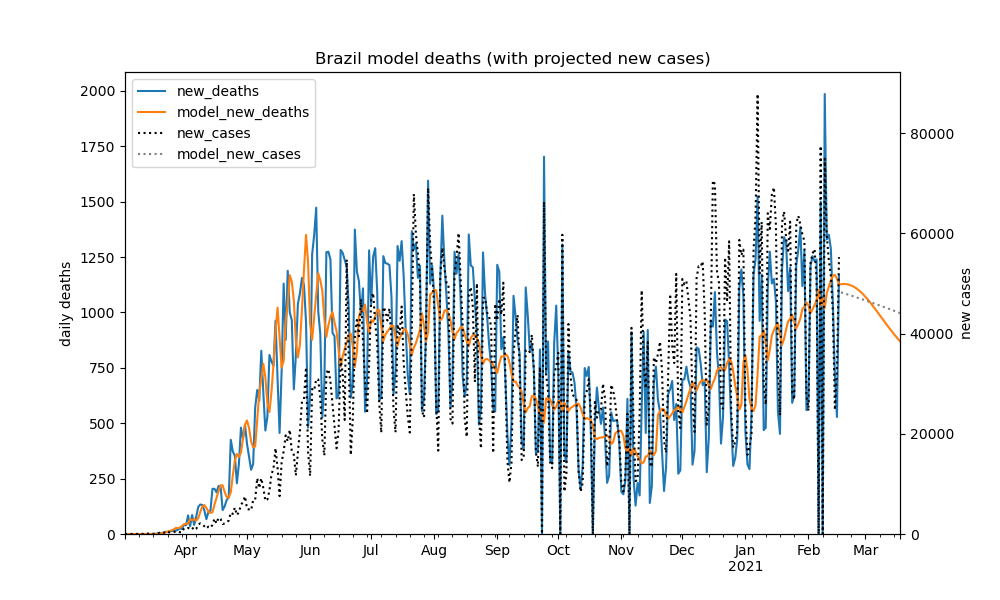 Brazil model deaths (with projected new cases)
new_deaths
model_new_deaths
new_cases
model_new_cases
daily deaths
2000
1750
1500
1250
1000
750
500
250
0
new cases
80000
60000
40000
20000
0
Apr May Jun Jul Aug Sep Oct Nov Dec Jan Feb Mar
2021